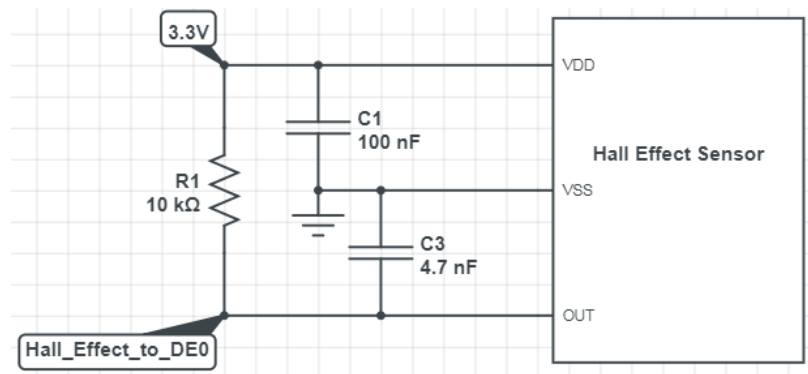 3.3V
VDD
C1
100 nF
Hall Effect Sensor
R1
10 kΩ
VSS
C3
4.7 nF
OUT
Hall_Effect_to_DE0